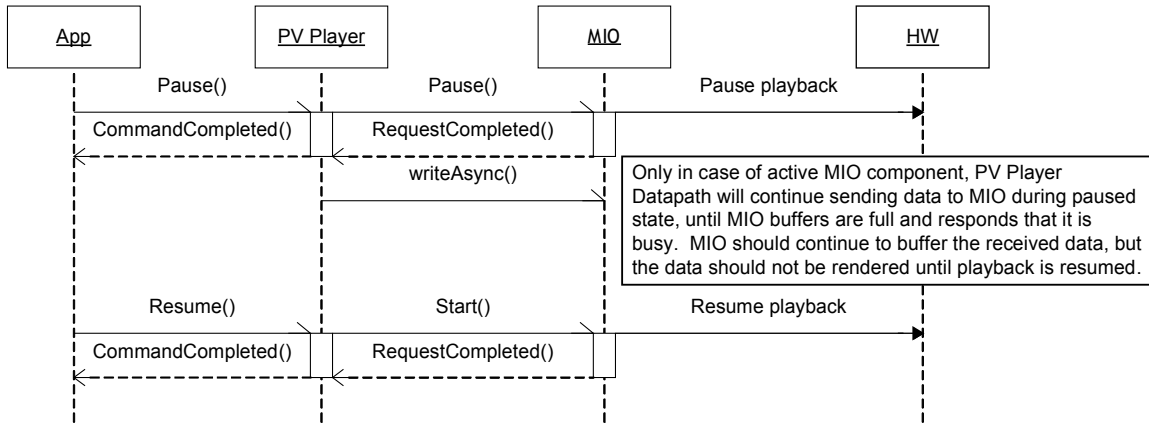 App PV Player MIO HW
Pause() Pause() Pause playback
CommandCompleted() RequestCompleted()
writeAsync()
Only in case of active MIO component, PV Player
Datapath will continue sending data to MIO during paused
state, until MIO buffers are full and responds that it is
busy. MIO should continue to buffer the received data, but
the data should not be rendered until playback is resumed.
Resume() Start() Resume playback
CommandCompleted() RequestCompleted()